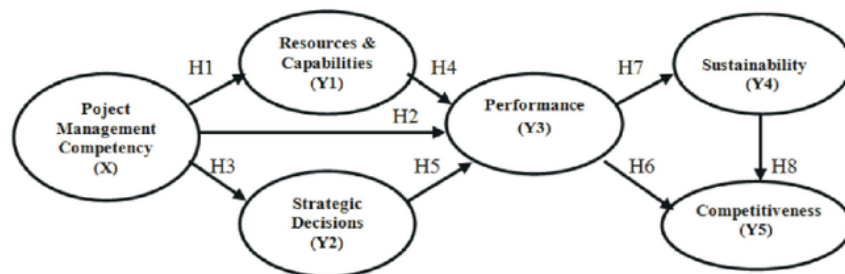 Resources &
Capabilities
(Y1)
H1
H4
H7
Sustainability
(Y4)
Poject
Management
Competency
(X)
H2
Performance
(Y3)
H3
H5
H6
H8
Strategic
Decisions
(Y2)
Competitiveness
(Y5)